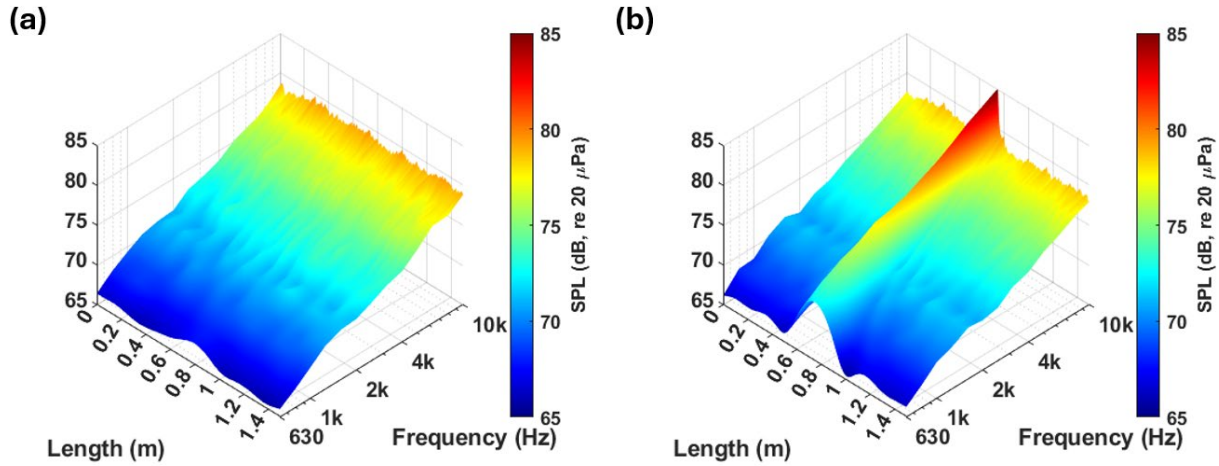 (a)
85
80
75
70
65
0
0.2
0.4
0.6
0.8
1
1.2
1.4
Length (m)
630
1k
2k
4k
10k
Frequency (Hz)
85
80
75
70
65
SPL (dB, re 20 μPa)
(b)
85
80
75
70
65
0
0.2
0.4
0.6
0.8
1
1.2
1.4
Length (m)
630
1k
2k
4k
10k
Frequency (Hz)
85
80
75
70
65
SPL (dB, re 20 μPa)